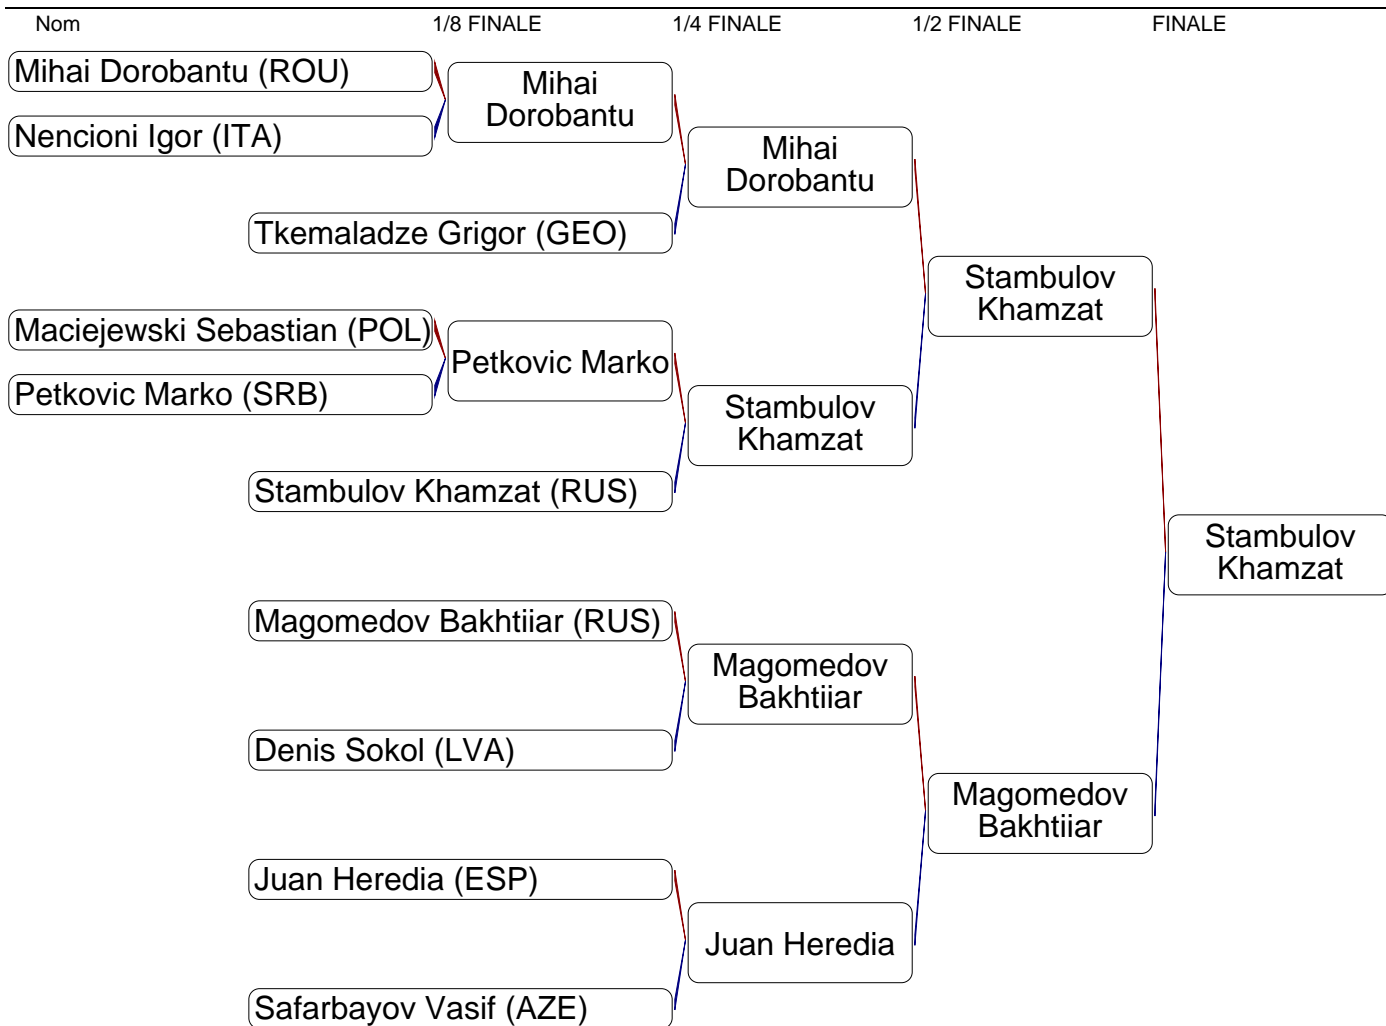 Nom 1/8 FINALE 1/4 FINALE 1/2 FINALE FINALE
Mihai Dorobantu (ROU)
Nencioni Igor (ITA)
Mihai
Dorobantu
Tkemaladze Grigor (GEO)
Mihai
Dorobantu
Maciejewski Sebastian (POL)
Petkovic Marko (SRB)
Petkovic Marko
Stambulov Khamzat (RUS)
Stambulov
Khamzat
Stambulov
Khamzat
Magomedov Bakhtiiar (RUS)
Denis Sokol (LVA)
Magomedov
Bakhtiiar
Juan Heredia (ESP)
Safarbayov Vasif (AZE)
Juan Heredia
Magomedov
Bakhtiiar
Stambulov
Khamzat